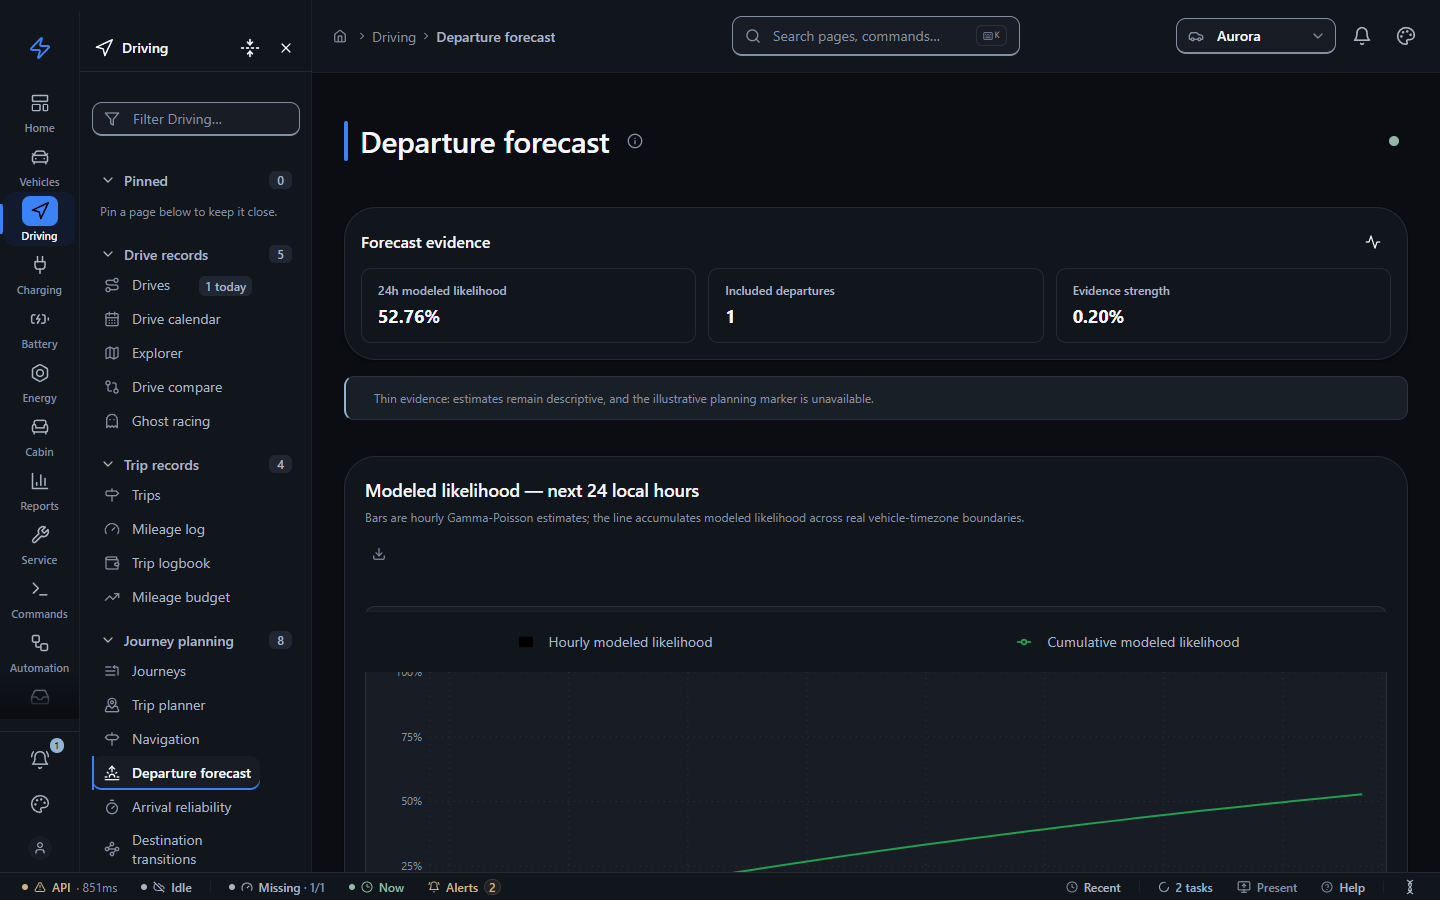 Driving
Driving
Departure forecast
Search pages, commands...
K
Aurora
Home
Vehicles
Driving
Charging
Battery
Energy
Cabin
Reports
Service
Commands
Automation
1
Filter Driving...
Pinned
0
Pin a page below to keep it close.
Drive records
5
Drives
1 today
Drive calendar
Explorer
Drive compare
Ghost racing
Trip records
4
Trips
Mileage log
Trip logbook
Mileage budget
Journey planning
8
Journeys
Trip planner
Navigation
Departure forecast
Arrival reliability
Destination
transitions
Departure forecast
Forecast evidence
24h modeled likelihood
52.76%
Included departures
1
Evidence strength
0.20%
Thin evidence: estimates remain descriptive, and the illustrative planning marker is unavailable.
Modeled likelihood — next 24 local hours
Bars are hourly Gamma-Poisson estimates; the line accumulates modeled likelihood across real vehicle-timezone boundaries.
Hourly modeled likelihood
Cumulative modeled likelihood
100%
75%
50%
25%
API · 851ms
Idle
Missing · 1/1
Now
Alerts
2
Recent
2 tasks
Present
Help